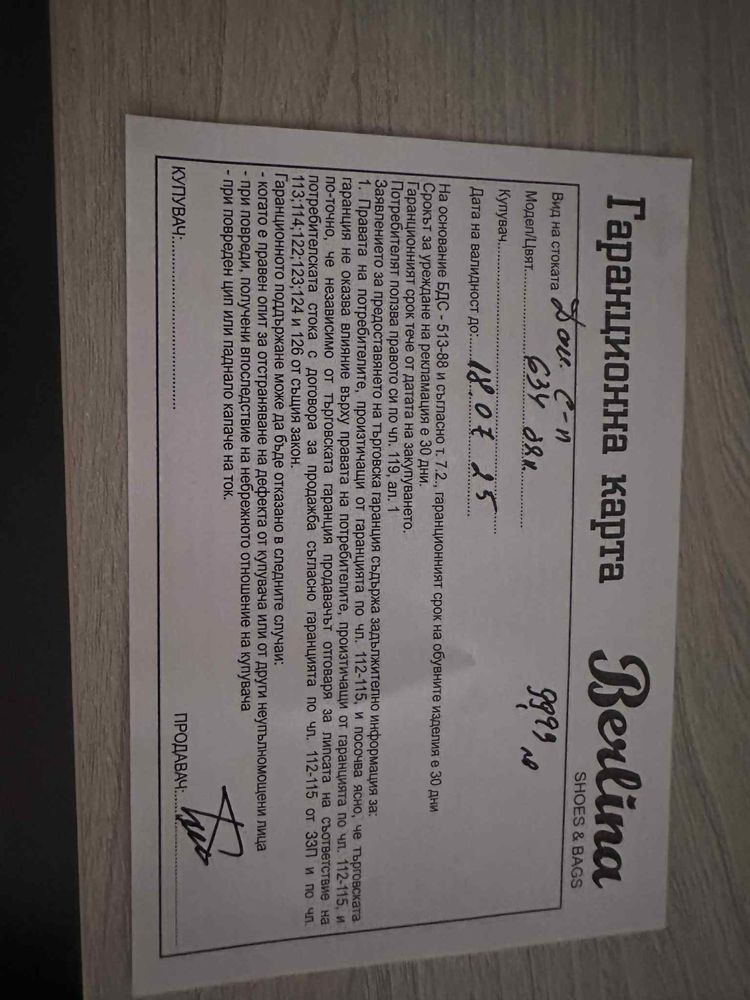 Гаранционна карта Berlina
SHOES & BAGS
Вид на стоката Дам. с-л 99,99 лв
Модел/Цвят 634 бял
Купувач
Дата на валидност до: 18 07 25
На основание БДС - 513-88 и съгласно т. 7.2., гаранционният срок на обувните изделия е 30 дни
Срокът за уреждане на рекламация е 30 дни.
Гаранционният срок тече от датата на закупуването.
Потребителят ползва правото си по чл. 119, ал. 1
Заявлението за предоставянето на търговска гаранция съдържа задължително информация за:
1. Правата на потребителите, произтичащи от гаранцията по чл. 112-115, и посочва ясно, че търговската
гаранция не оказва влияние върху правата на потребителите, произтичащи от гаранцията по чл. 112-115, и
по-точно, че независимо от търговската гаранция продавачът отговаря за липсата на съответствие на
потребителската стока с договора за продажба съгласно гаранцията по чл. 112-115 от ЗЗП и по чл.
113;114;122;123;124 и 126 от същия закон.
Гаранционното поддържане може да бъде отказано в следните случаи:
- когато е правен опит за отстраняване на дефекта от купувача или от други неупълномощени лица
- при повреди, получени впоследствие на небрежното отношение на купувача
- при повреден цип или паднало капаче на ток.
КУПУВАЧ: ПРОДАВАЧ: